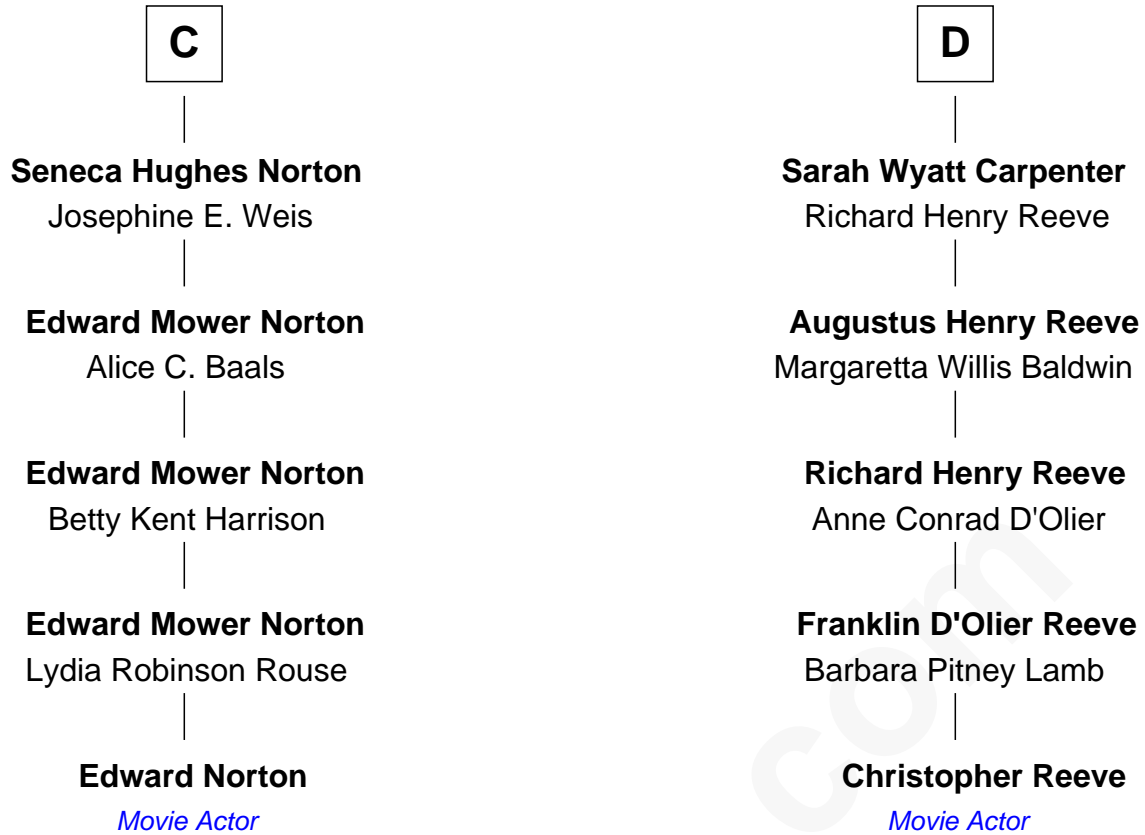 C
Seneca Hughes Norton
Josephine E. Weis
Edward Mower Norton
Alice C. Baals
Edward Mower Norton
Betty Kent Harrison
Edward Mower Norton
Lydia Robinson Rouse
Edward Norton
Movie Actor
D
Sarah Wyatt Carpenter
Richard Henry Reeve
Augustus Henry Reeve
Margaretta Willis Baldwin
Richard Henry Reeve
Anne Conrad D'Olier
Franklin D'Olier Reeve
Barbara Pitney Lamb
Christopher Reeve
Movie Actor
com